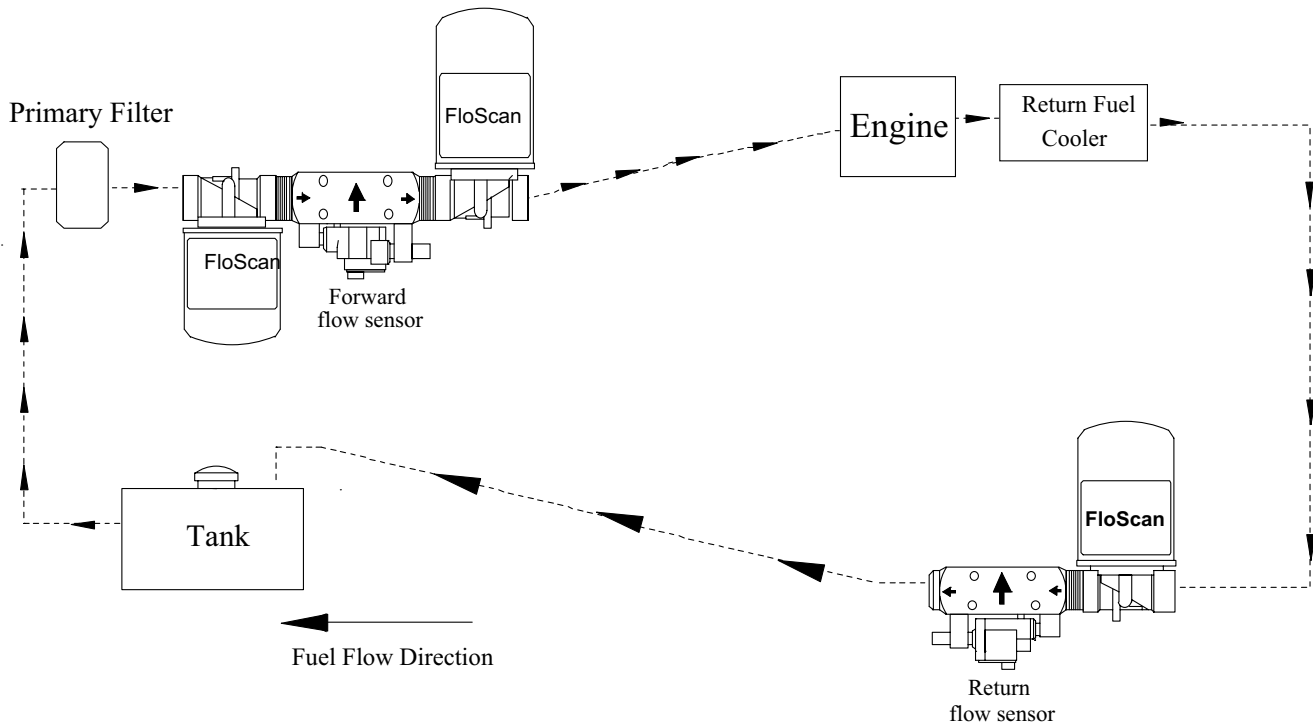 FloScan
Primary Filter
Engine
Return Fuel
Cooler
FloScan
Forward
flow sensor
FloScan
Tank
Fuel Flow Direction
Return
flow sensor